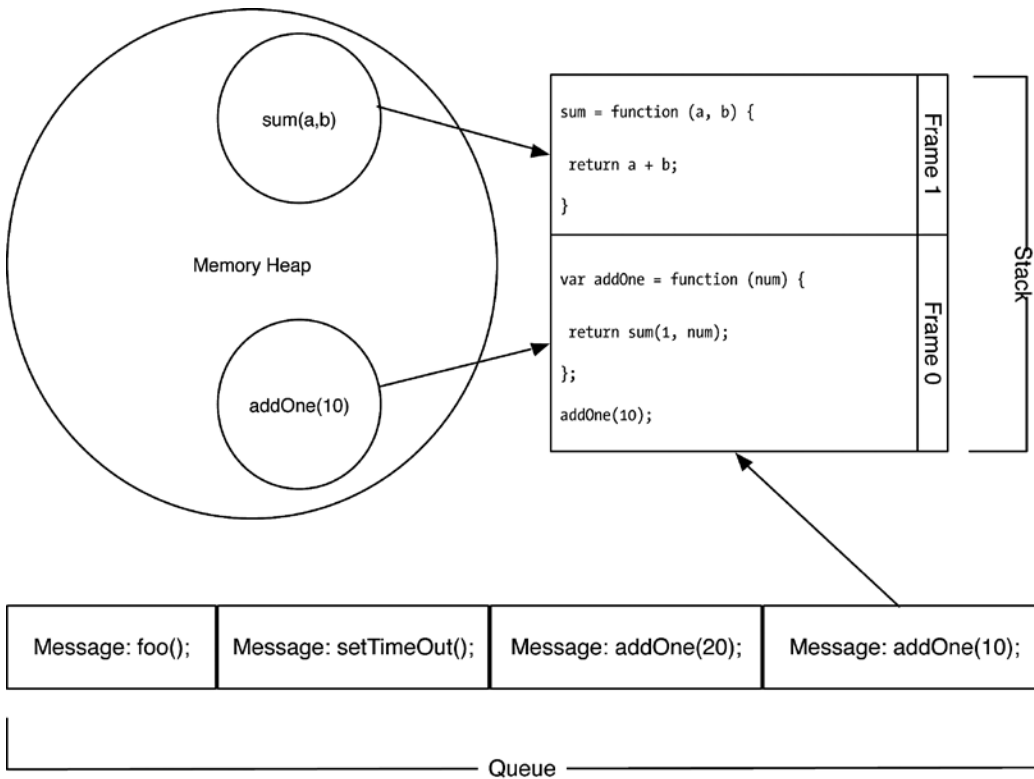 sum(a,b)
Memory Heap
addOne(10)
sum = function (a, b) {
return a + b;
}
Frame 1
var addOne = function (num) {
return sum(1, num);
};
addOne(10);
Frame 0
Stack
Message: foo();
Message: setTimeOut();
Message: addOne(20);
Message: addOne(10);
Queue